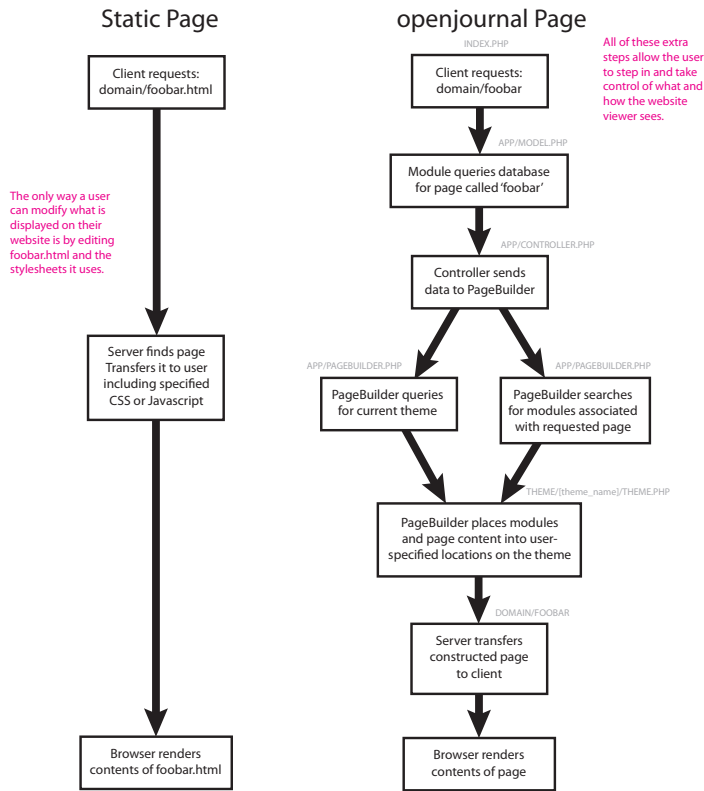 Static Page
Client requests:
domain/foobar.html
The only way a user
can modify what is
displayed on their
website is by editing
foobar.html and the
stylesheets it uses.
Server finds page
Transfers it to user
including specified
CSS or Javascript
Browser renders
contents of foobar.html
openjournal Page
INDEX.PHP
Client requests:
domain/foobar
All of these extra
steps allow the user
to step in and take
control of what and
how the website
viewer sees.
APP/MODEL.PHP
Module queries database
for page called ‘foobar’
APP/CONTROLLER.PHP
Controller sends
data to PageBuilder
APP/PAGEBUILDER.PHP
PageBuilder queries
for current theme
APP/PAGEBUILDER.PHP
PageBuilder searches
for modules associated
with requested page
THEME/[theme_name]/THEME.PHP
PageBuilder places modules
and page content into user-
specified locations on the theme
DOMAIN/FOOBAR
Server transfers
constructed page
to client
Browser renders
contents of page